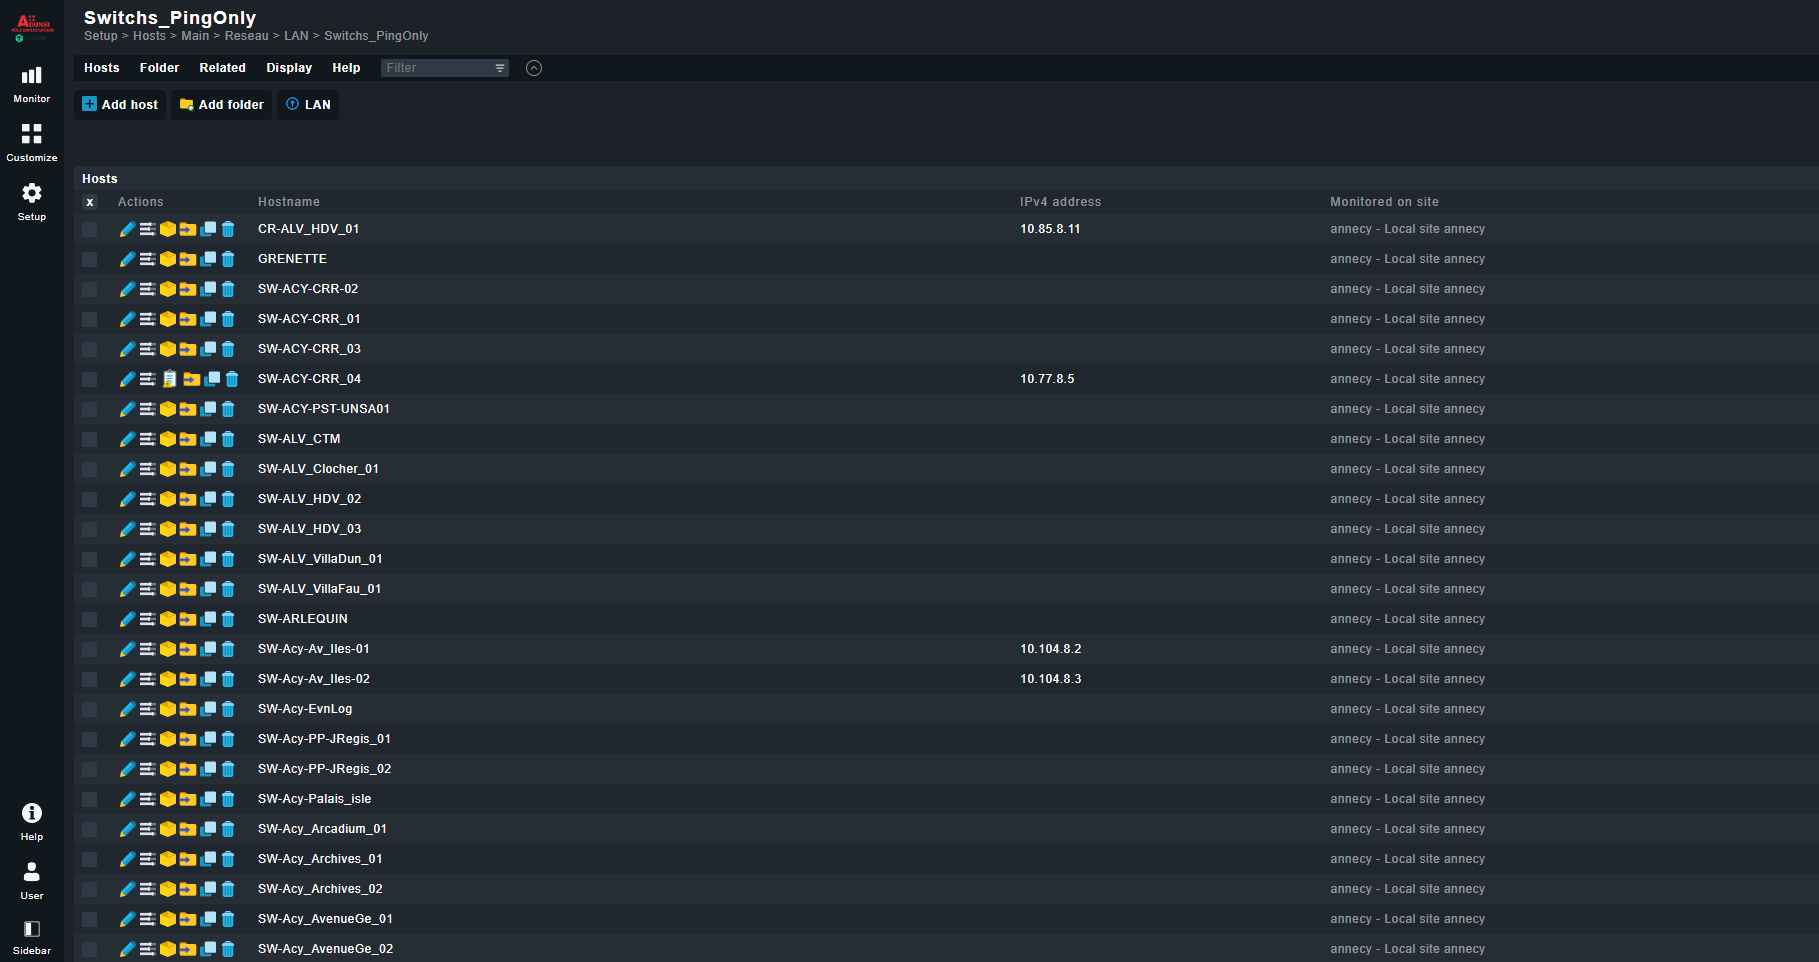 ADUNSI
Switchs_PingOnly
Setup > Hosts > Main > Reseau > LAN > Switchs_PingOnly
Hosts Folder Related Display Help Filter
Monitor
Add host Add folder LAN
Customize
Hosts
x Actions Hostname IPv4 address Monitored on site
Setup
CR-ALV_HDV_01 10.85.8.11 annecy - Local site annecy
GRENETTE annecy - Local site annecy
SW-ACY-CRR-02 annecy - Local site annecy
SW-ACY-CRR_01 annecy - Local site annecy
SW-ACY-CRR_03 annecy - Local site annecy
SW-ACY-CRR_04 10.77.8.5 annecy - Local site annecy
SW-ACY-PST-UNSA01 annecy - Local site annecy
SW-ALV_CTM annecy - Local site annecy
SW-ALV_Clocher_01 annecy - Local site annecy
SW-ALV_HDV_02 annecy - Local site annecy
SW-ALV_HDV_03 annecy - Local site annecy
SW-ALV_VillaDun_01 annecy - Local site annecy
SW-ALV_VillaFau_01 annecy - Local site annecy
SW-ARLEQUIN annecy - Local site annecy
SW-Acy-Av_Iles-01 10.104.8.2 annecy - Local site annecy
SW-Acy-Av_Iles-02 10.104.8.3 annecy - Local site annecy
SW-Acy-EvnLog annecy - Local site annecy
SW-Acy-PP-JRegis_01 annecy - Local site annecy
SW-Acy-PP-JRegis_02 annecy - Local site annecy
SW-Acy-Palais_isle annecy - Local site annecy
SW-Acy_Arcadium_01 annecy - Local site annecy
Help
SW-Acy_Archives_01 annecy - Local site annecy
SW-Acy_Archives_02 annecy - Local site annecy
User
SW-Acy_AvenueGe_01 annecy - Local site annecy
SW-Acy_AvenueGe_02 annecy - Local site annecy
Sidebar